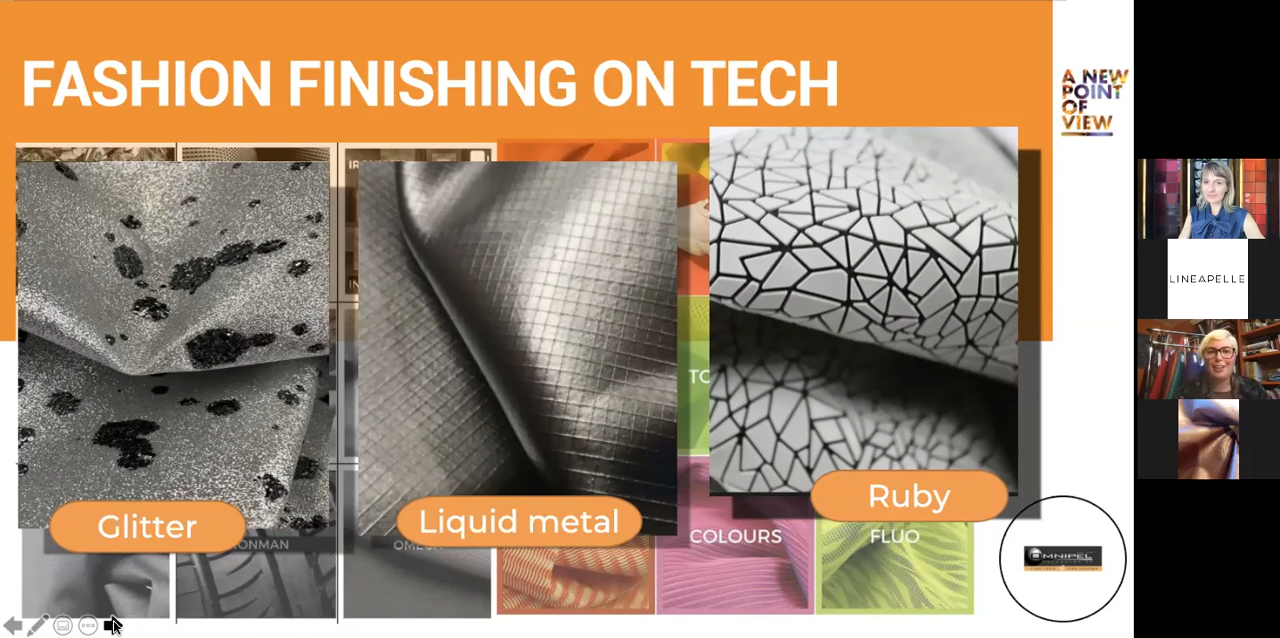 FASHION FINISHING ON TECH
A NEW
POINT
OF
VIEW
LINEAPELLE
Glitter
Liquid metal
Ruby
COLOURS
FLUO
OMNIPEL